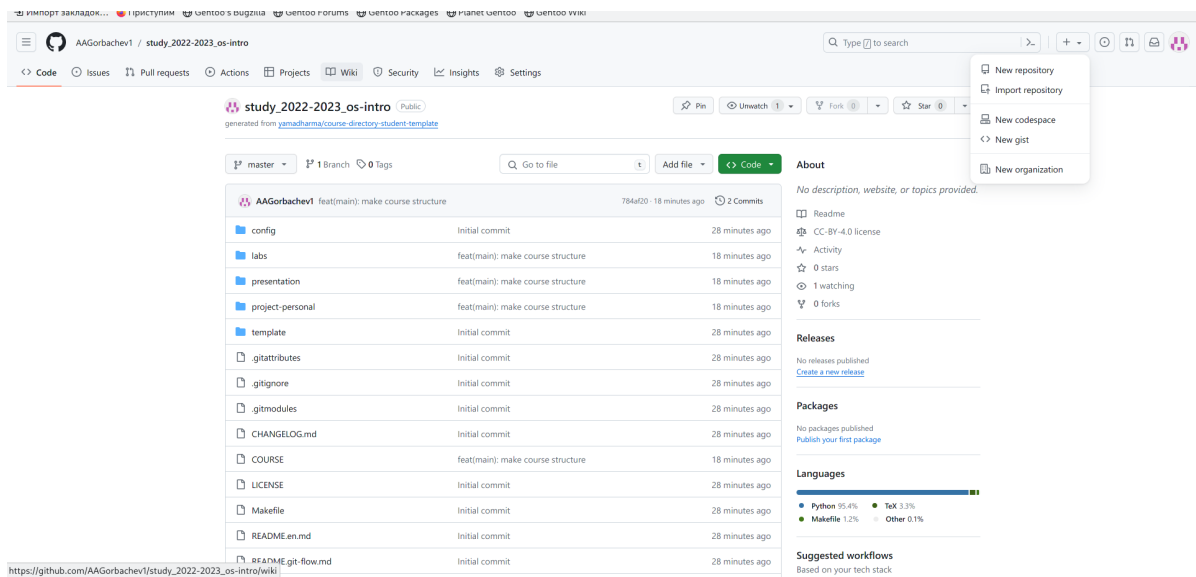 Импорт закладок... Приступим Gentoo's Bugzilla Gentoo Forums Gentoo Packages Planet Gentoo Gentoo Wiki
AAGorbachev1 / study_2022-2023_os-intro
Type / to search
Code Issues Pull requests Actions Projects Wiki Security Insights Settings
New repository
Import repository
New codespace
New gist
New organization
study_2022-2023_os-intro Public
Pin Unwatch 1 Fork 0 Star 0
generated from yamadharma/course-directory-student-template
master 1 Branch 0 Tags Go to file t Add file Code
AAGorbachev1 feat(main): make course structure 784af20 · 18 minutes ago 2 Commits
config Initial commit 28 minutes ago
labs feat(main): make course structure 18 minutes ago
presentation feat(main): make course structure 18 minutes ago
project-personal feat(main): make course structure 18 minutes ago
template Initial commit 28 minutes ago
.gitattributes Initial commit 28 minutes ago
.gitignore Initial commit 28 minutes ago
.gitmodules Initial commit 28 minutes ago
CHANGELOG.md Initial commit 28 minutes ago
COURSE feat(main): make course structure 18 minutes ago
LICENSE Initial commit 28 minutes ago
Makefile Initial commit 28 minutes ago
README.en.md Initial commit 28 minutes ago
README.git-flow.md Initial commit 28 minutes ago
About
No description, website, or topics provided.
Readme
CC-BY-4.0 license
Activity
0 stars
1 watching
0 forks
Releases
No releases published
Create a new release
Packages
No packages published
Publish your first package
Languages
Python 95.4% TeX 3.3%
Makefile 1.2% Other 0.1%
Suggested workflows
Based on your tech stack
https://github.com/AAGorbachev1/study_2022-2023_os-intro/wiki